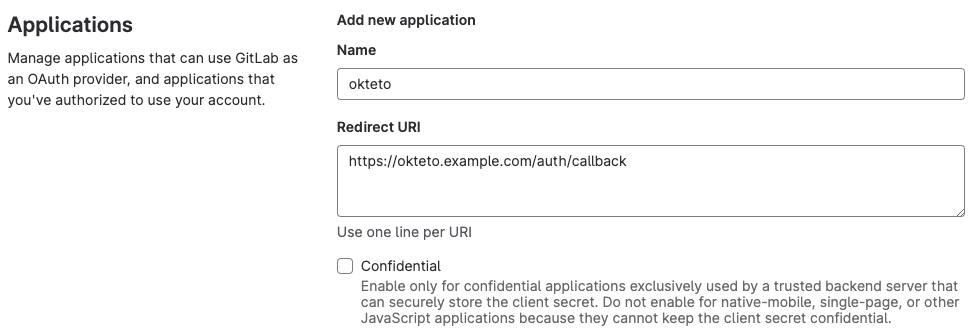 Applications
Manage applications that can use GitLab as
an OAuth provider, and applications that
you've authorized to use your account.
Add new application
Name
okteto
Redirect URI
https://okteto.example.com/auth/callback
Use one line per URI
Confidential
Enable only for confidential applications exclusively used by a trusted backend server that
can securely store the client secret. Do not enable for native-mobile, single-page, or other
JavaScript applications because they cannot keep the client secret confidential.